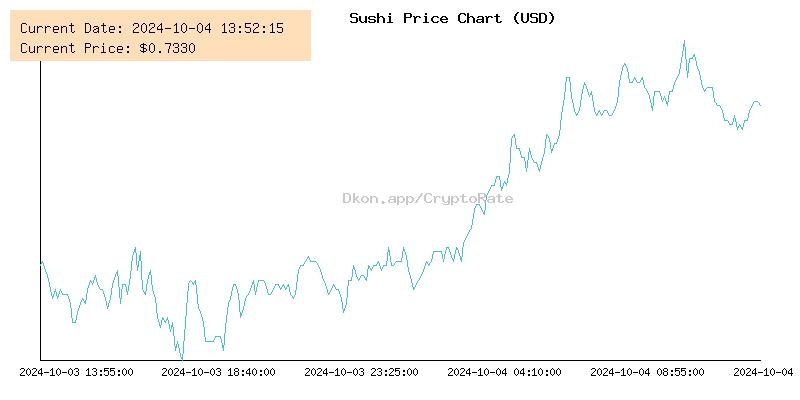 Sushi Price Chart (USD)
Current Date: 2024-10-04 13:52:15
Current Price: $0.7330
Dkon.app/CryptoRate
2024-10-03 13:55:00
2024-10-03 18:40:00
2024-10-03 23:25:00
2024-10-04 04:10:00
2024-10-04 08:55:00
2024-10-04